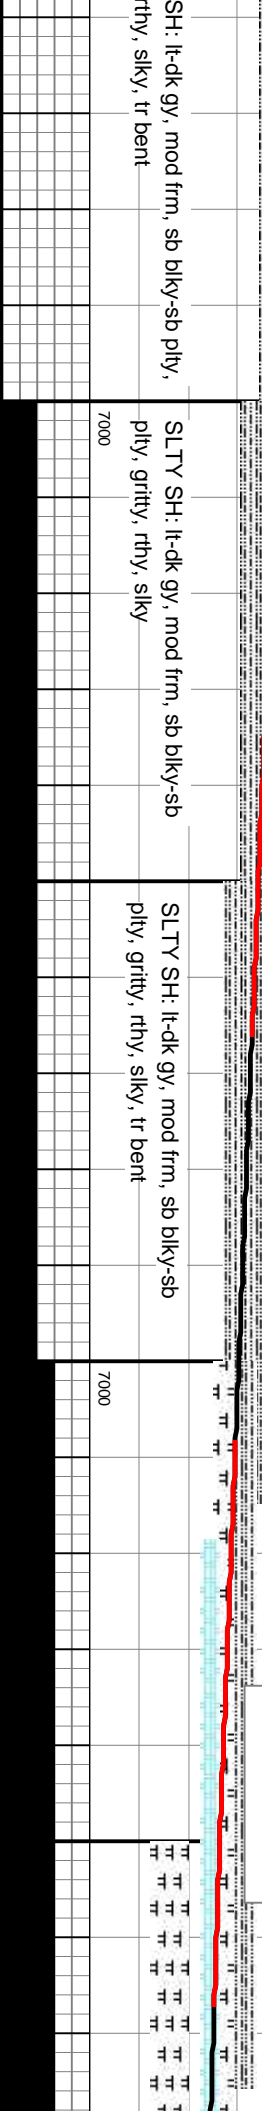 SH: lt-dk gy, mod frm, sb blky-sb plty,
rthy, slky, tr bent
7000
SLTY SH: lt-dk gy, mod frm, sb blky-sb
plty, gritty, rthy, slky
SLTY SH: lt-dk gy, mod frm, sb blky-sb
plty, gritty, rthy, slky, tr bent
7000